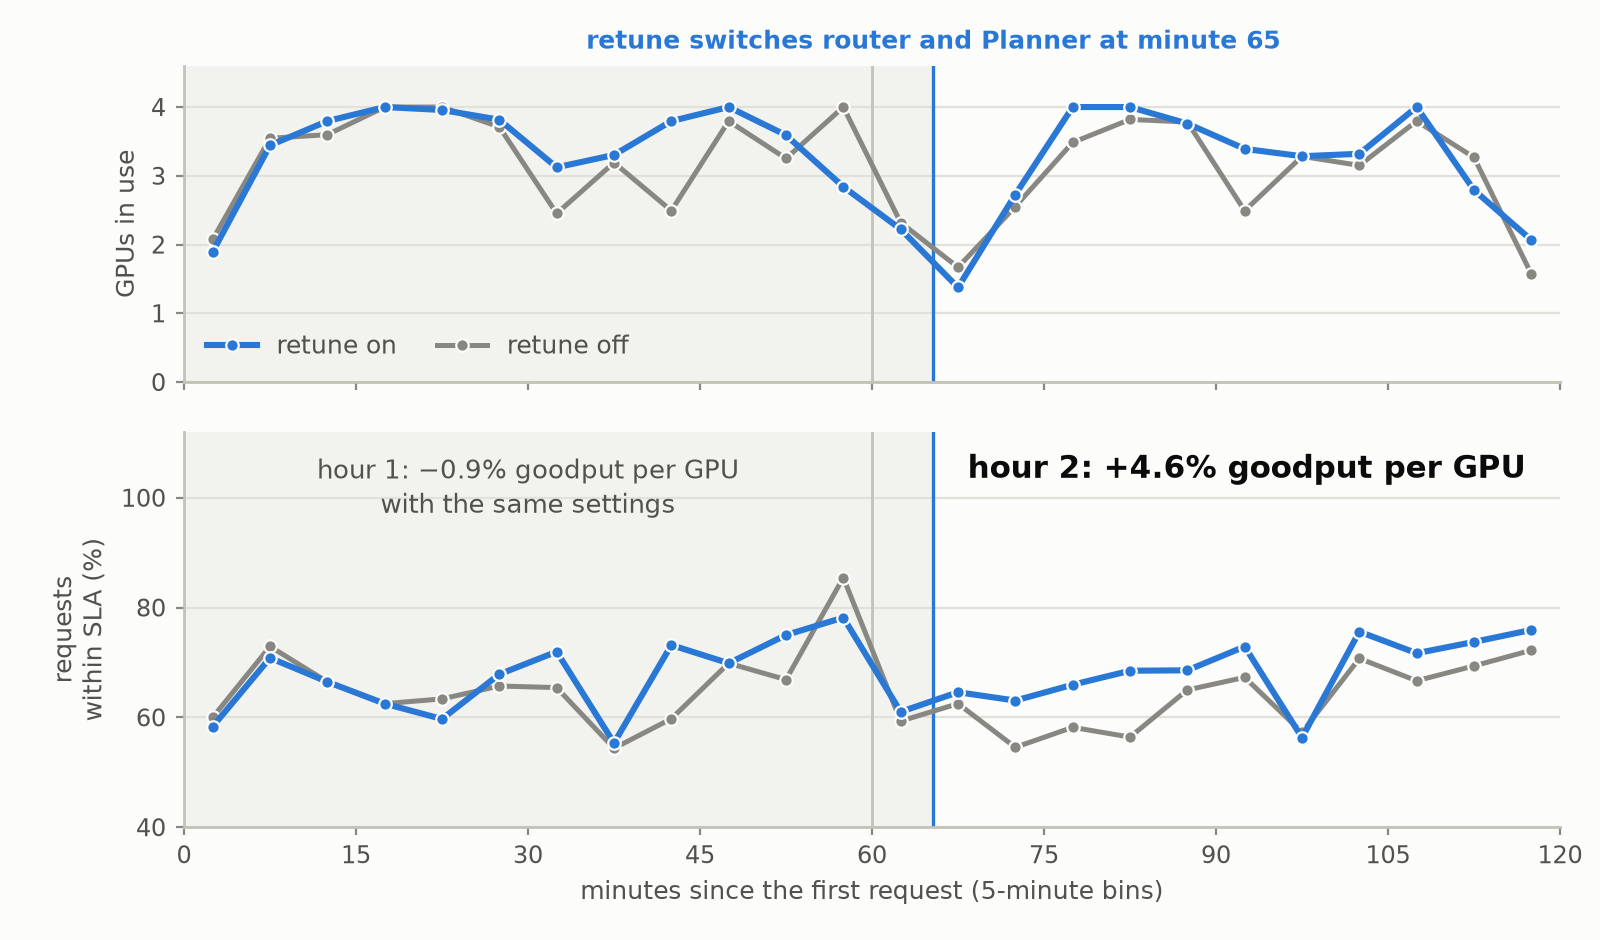 retune switches router and Planner at minute 65
GPUs in use
4
3
2
1
0
retune on
retune off
requests
within SLA (%)
hour 1: −0.9% goodput per GPU
with the same settings
hour 2: +4.6% goodput per GPU
100
80
60
40
0 15 30 45 60 75 90 105 120
minutes since the first request (5-minute bins)